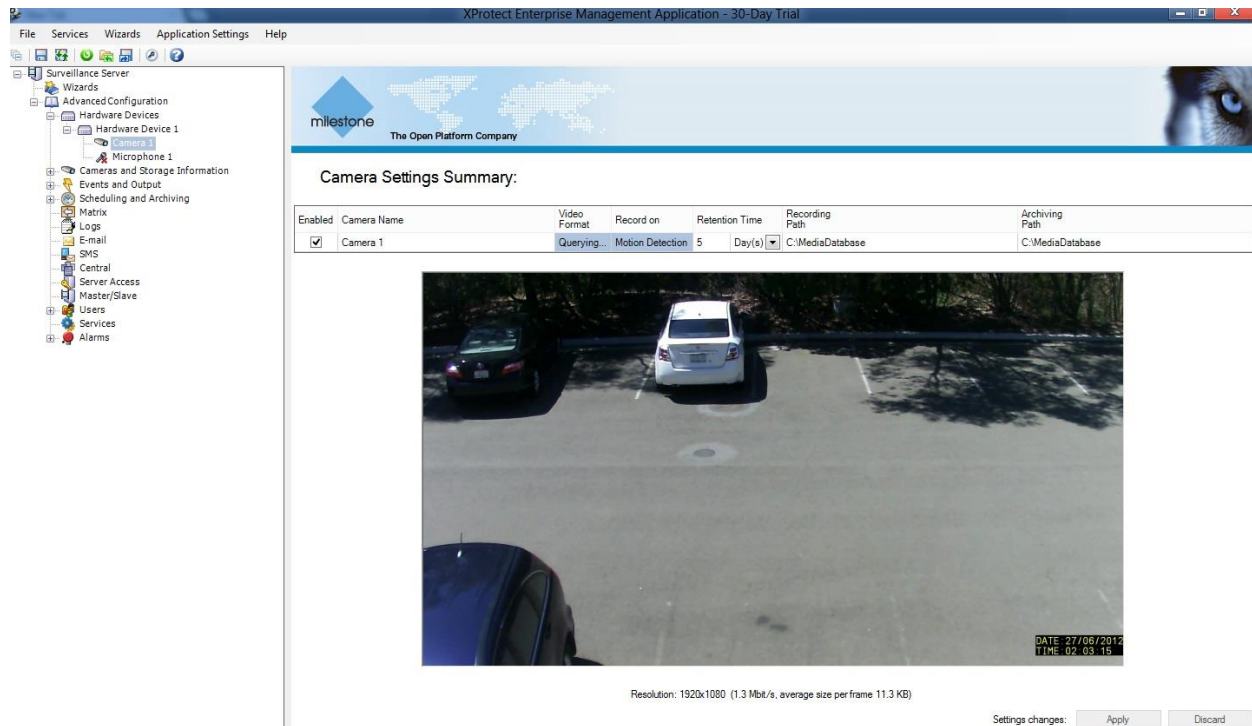 XProtect Enterprise Management Application - 30-Day Trial
File Services Wizards Application Settings Help
Surveillance Server
Wizards
Advanced Configuration
Hardware Devices
Hardware Device 1
Camera 1
Microphone 1
Cameras and Storage Information
Events and Output
Scheduling and Archiving
Matrix
Logs
E-mail
SMS
Central
Server Access
Master/Slave
Users
Services
Alarms
milestone
The Open Platform Company
Camera Settings Summary:
Enabled Camera Name Video Format Record on Retention Time Recording Path Archiving Path
Camera 1 Querying... Motion Detection 5 Day(s) C:\MediaDatabase C:\MediaDatabase
DATE:27/06/2012
TIME:02:03:15
Resolution: 1920x1080 (1.3 Mbit/s, average size per frame 11.3 KB)
Settings changes: Apply Discard